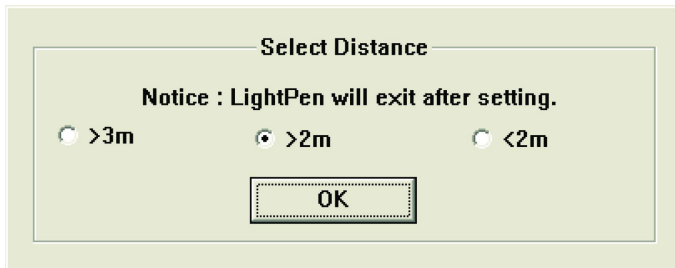 Select Distance
Notice : LightPen will exit after setting.
>3m >2m <2m
OK